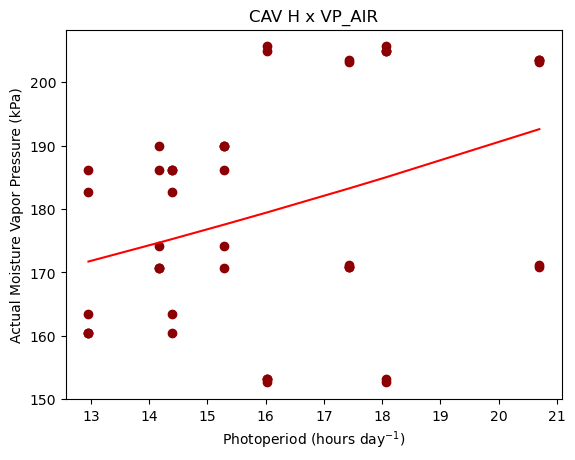 CAV H x VP_AIR
Actual Moisture Vapor Pressure (kPa)
200
190
180
170
160
150
13 14 15 16 17 18 19 20 21
Photoperiod (hours day⁻¹)